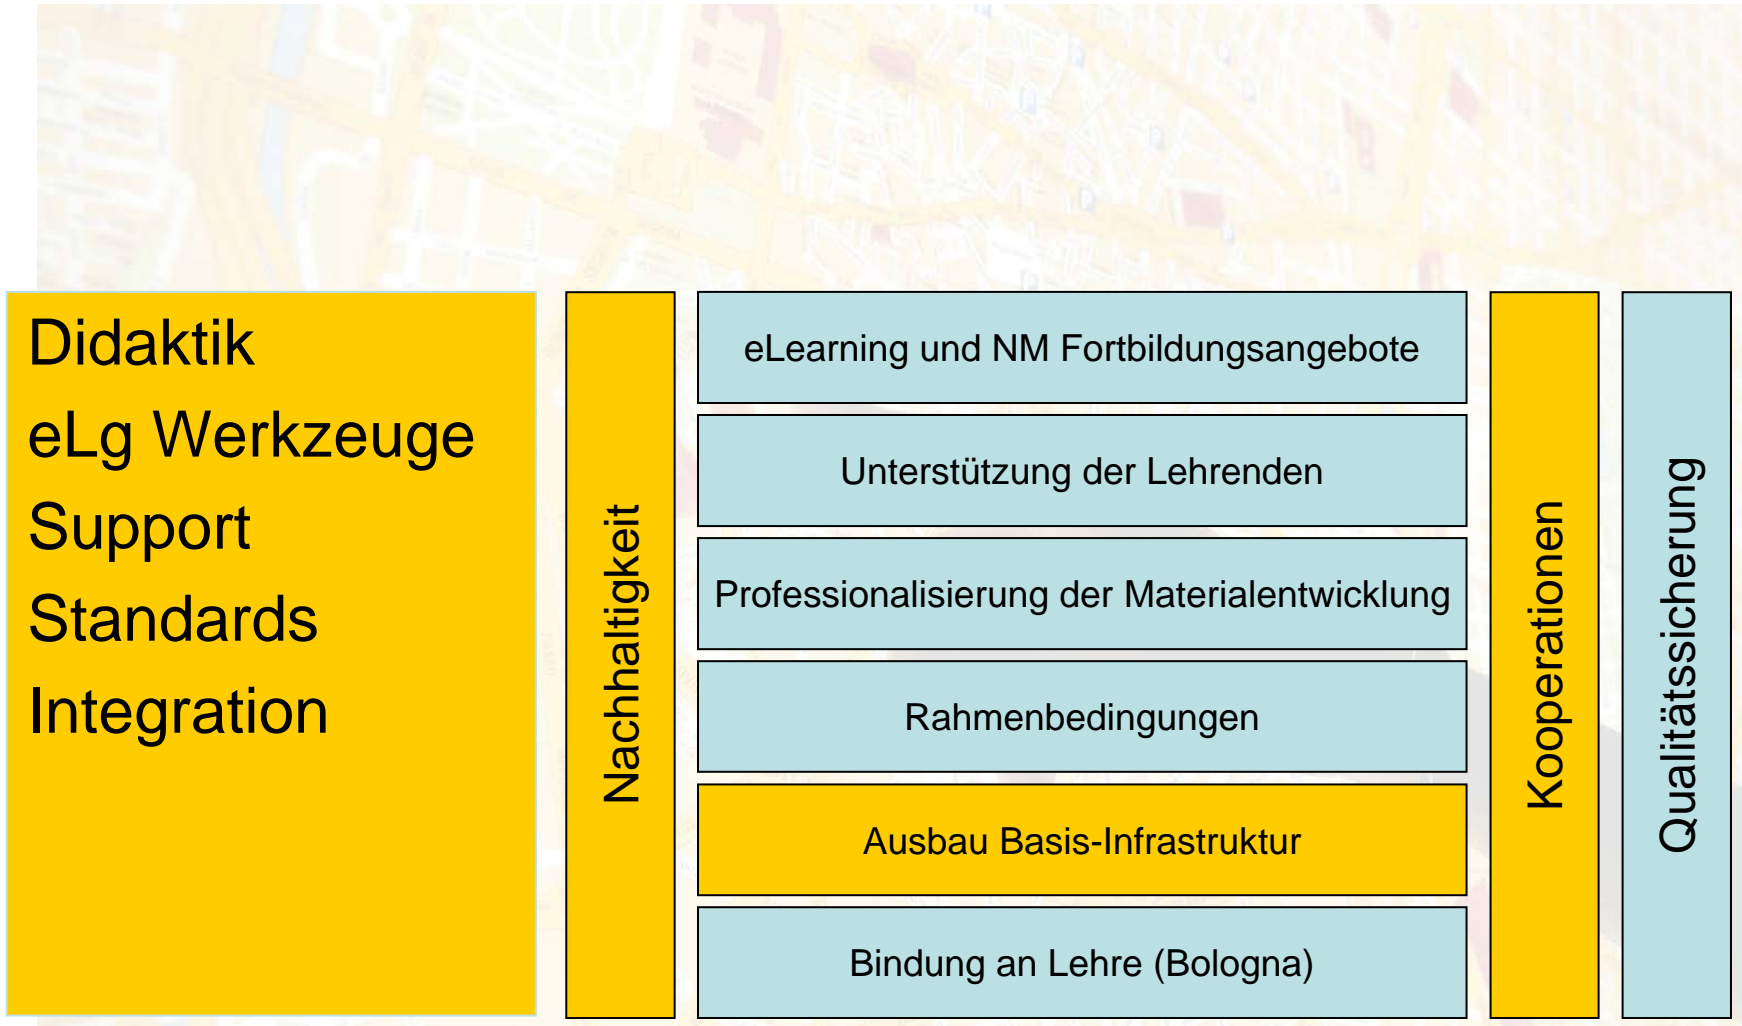 Didaktik
eLg Werkzeuge
Support
Standards
Integration
Nachhaltigkeit
eLearning und NM Fortbildungsangebote
Unterstützung der Lehrenden
Professionalisierung der Materialentwicklung
Rahmenbedingungen
Ausbau Basis-Infrastruktur
Bindung an Lehre (Bologna)
Kooperationen
Qualitätssicherung